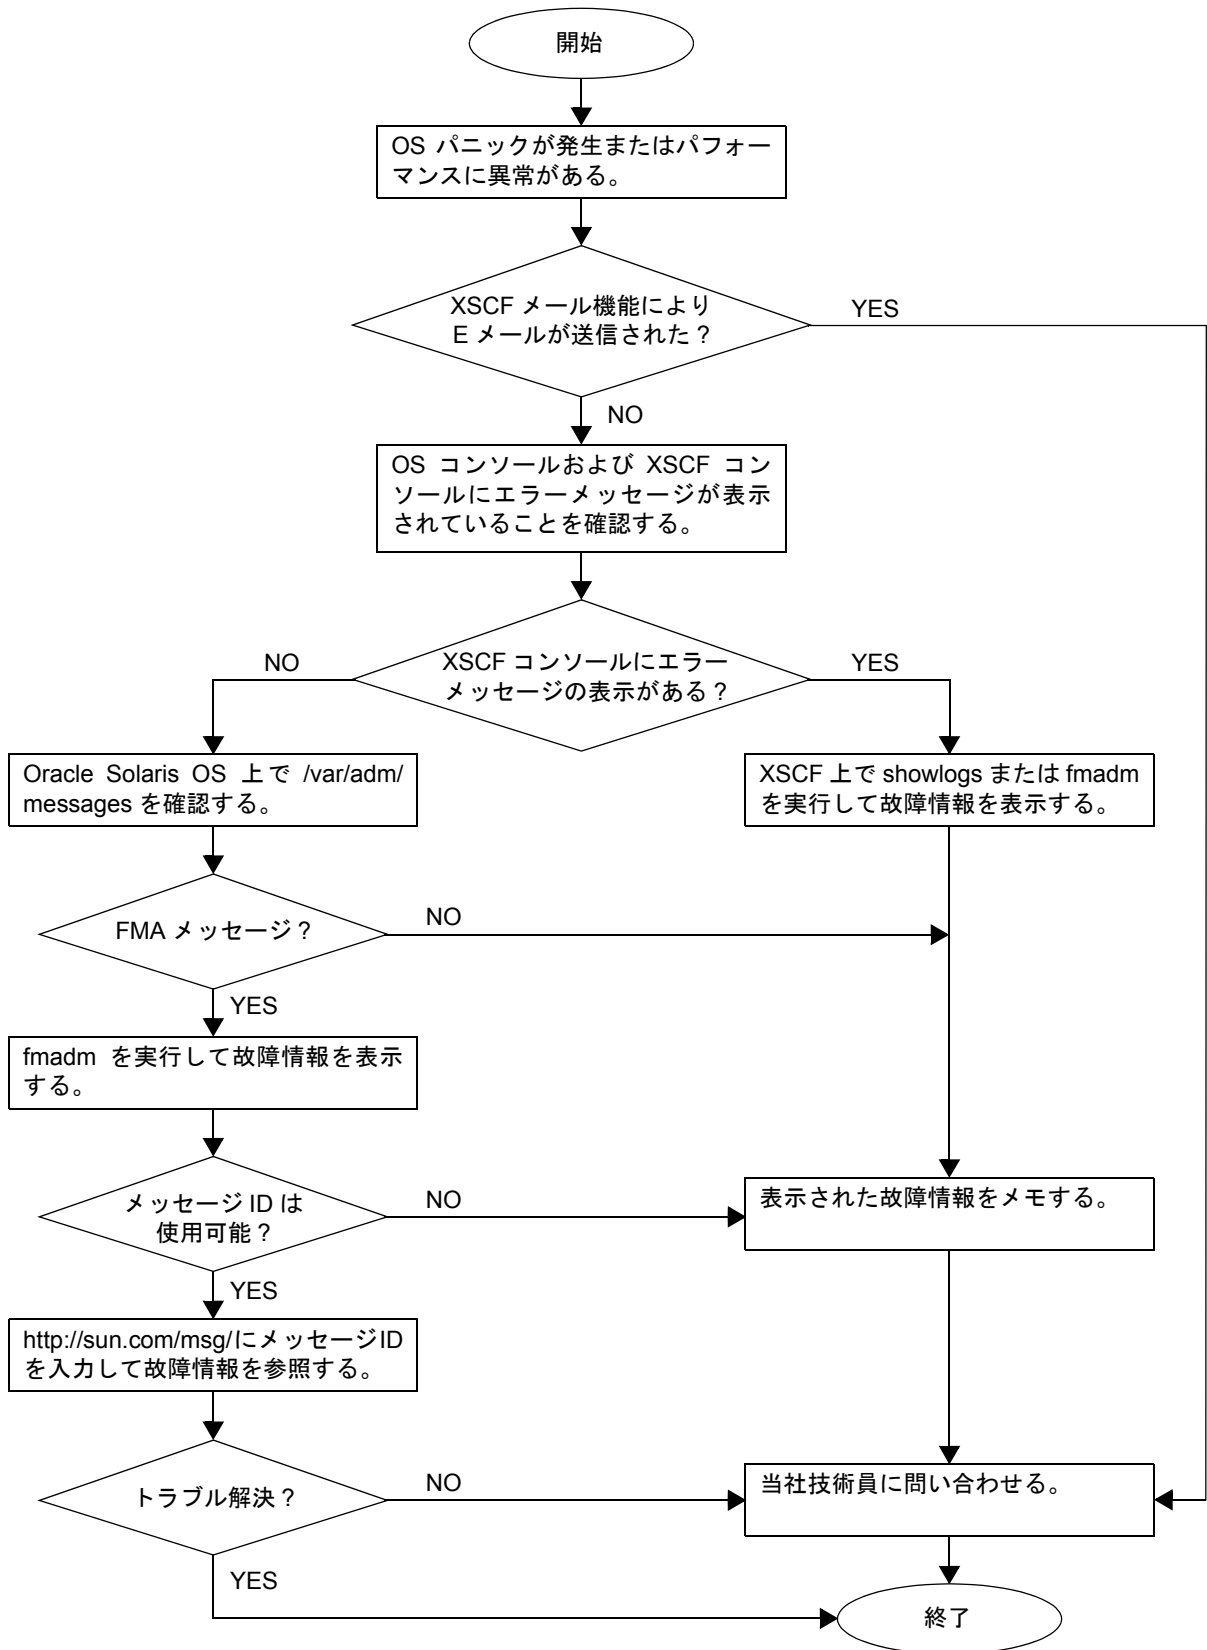 開始
OS パニックが発生またはパフォー
マンスに異常がある。
XSCF メール機能により
E メールが送信された？
YES
NO
OS コンソールおよび XSCF コン
ソールにエラーメッセージが表示
されていることを確認する。
XSCF コンソールにエラー
メッセージの表示がある？
NO
YES
Oracle Solaris OS 上で /var/adm/
messages を確認する。
XSCF 上で showlogs または fmadm
を実行して故障情報を表示する。
FMA メッセージ？
NO
YES
fmadm を実行して故障情報を表示
する。
メッセージ ID は
使用可能？
NO
表示された故障情報をメモする。
YES
http://sun.com/msg/にメッセージID
を入力して故障情報を参照する。
トラブル解決？
NO
当社技術員に問い合わせる。
YES
終了